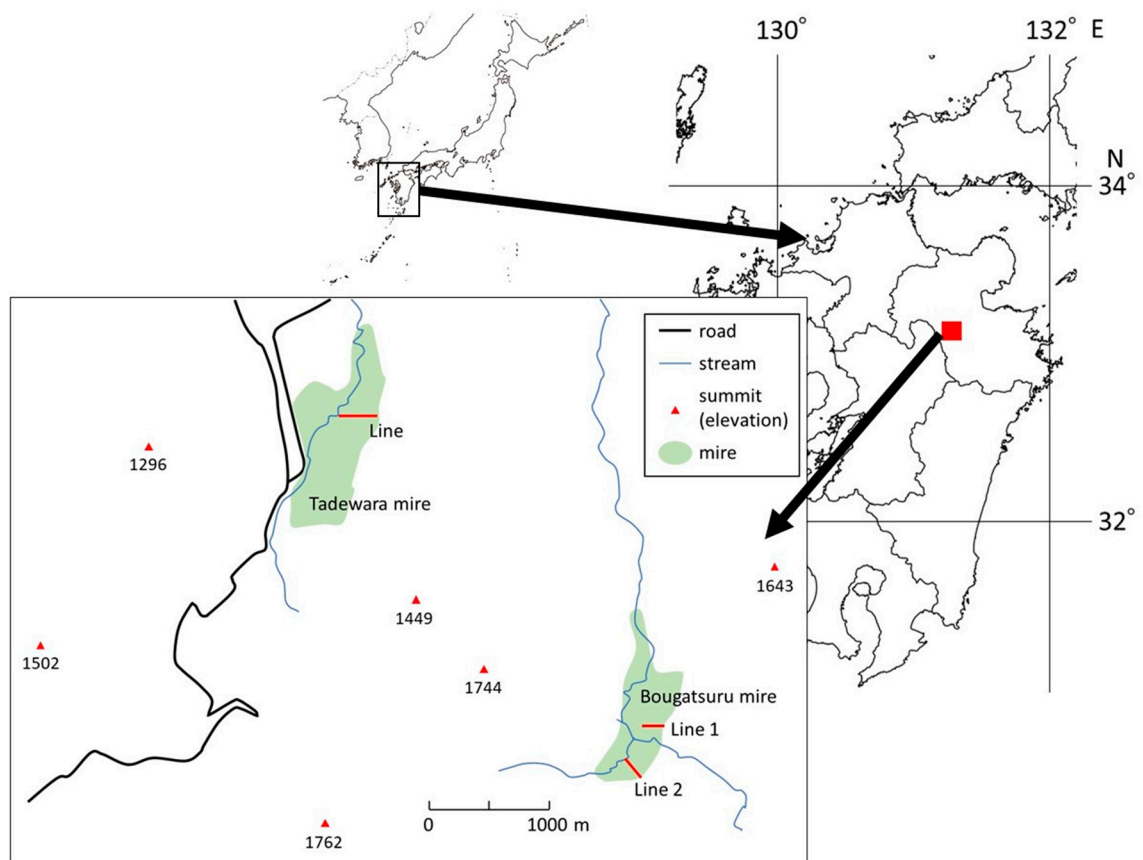 130° 132° E
N
34°
32°
road
stream
summit
(elevation)
mire
Line
1296
Tadewara mire
1643
1449
1502
1744
Bougatsuru mire
Line 1
Line 2
0 1000 m
1762